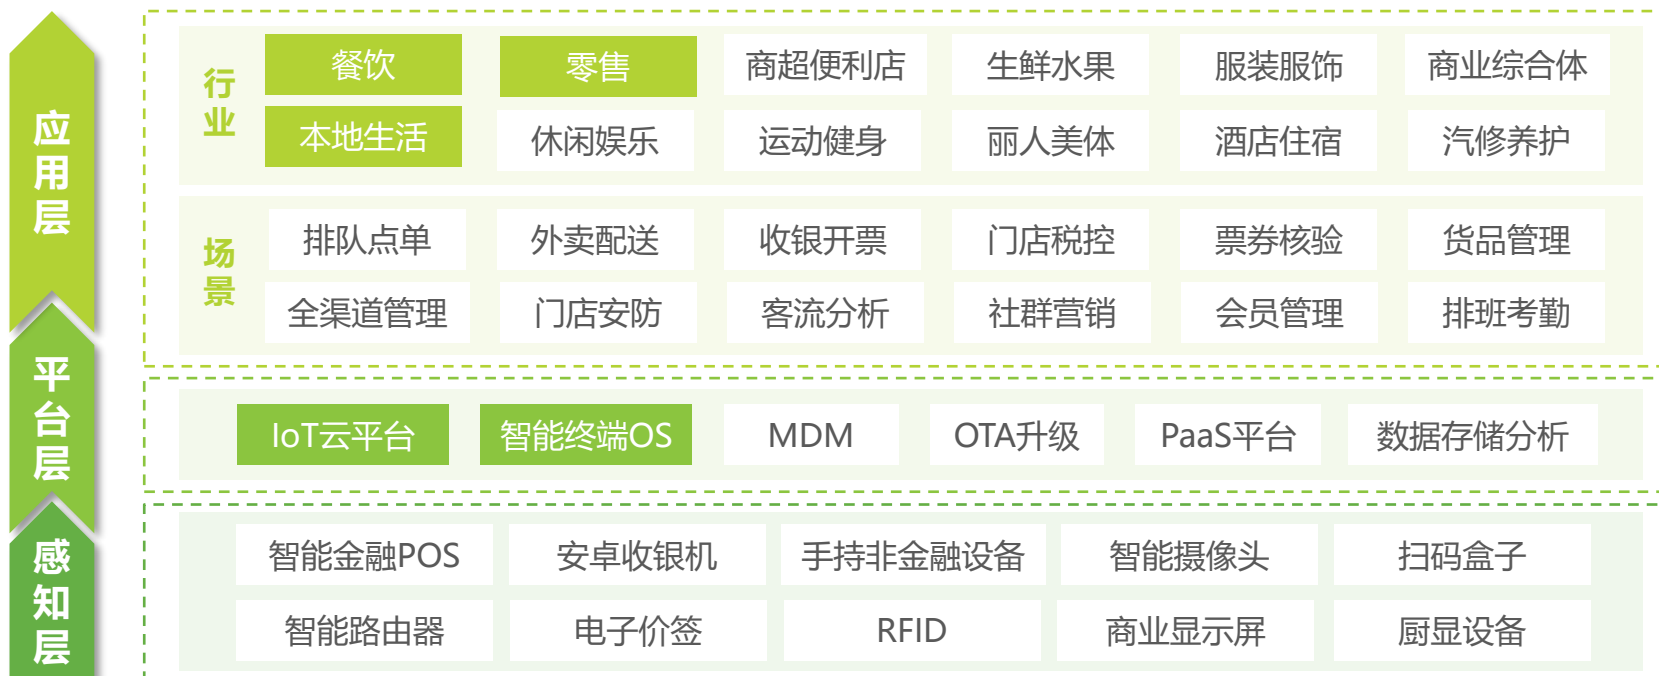 应用层
行业
餐饮
零售
商超便利店
生鲜水果
服装服饰
商业综合体
本地生活
休闲娱乐
运动健身
丽人美体
酒店住宿
汽修养护
场景
排队点单
外卖配送
收银开票
门店税控
票券核验
货品管理
全渠道管理
门店安防
客流分析
社群营销
会员管理
排班考勤
平台层
IoT云平台
智能终端OS
MDM
OTA升级
PaaS平台
数据存储分析
感知层
智能金融POS
安卓收银机
手持非金融设备
智能摄像头
扫码盒子
智能路由器
电子价签
RFID
商业显示屏
厨显设备